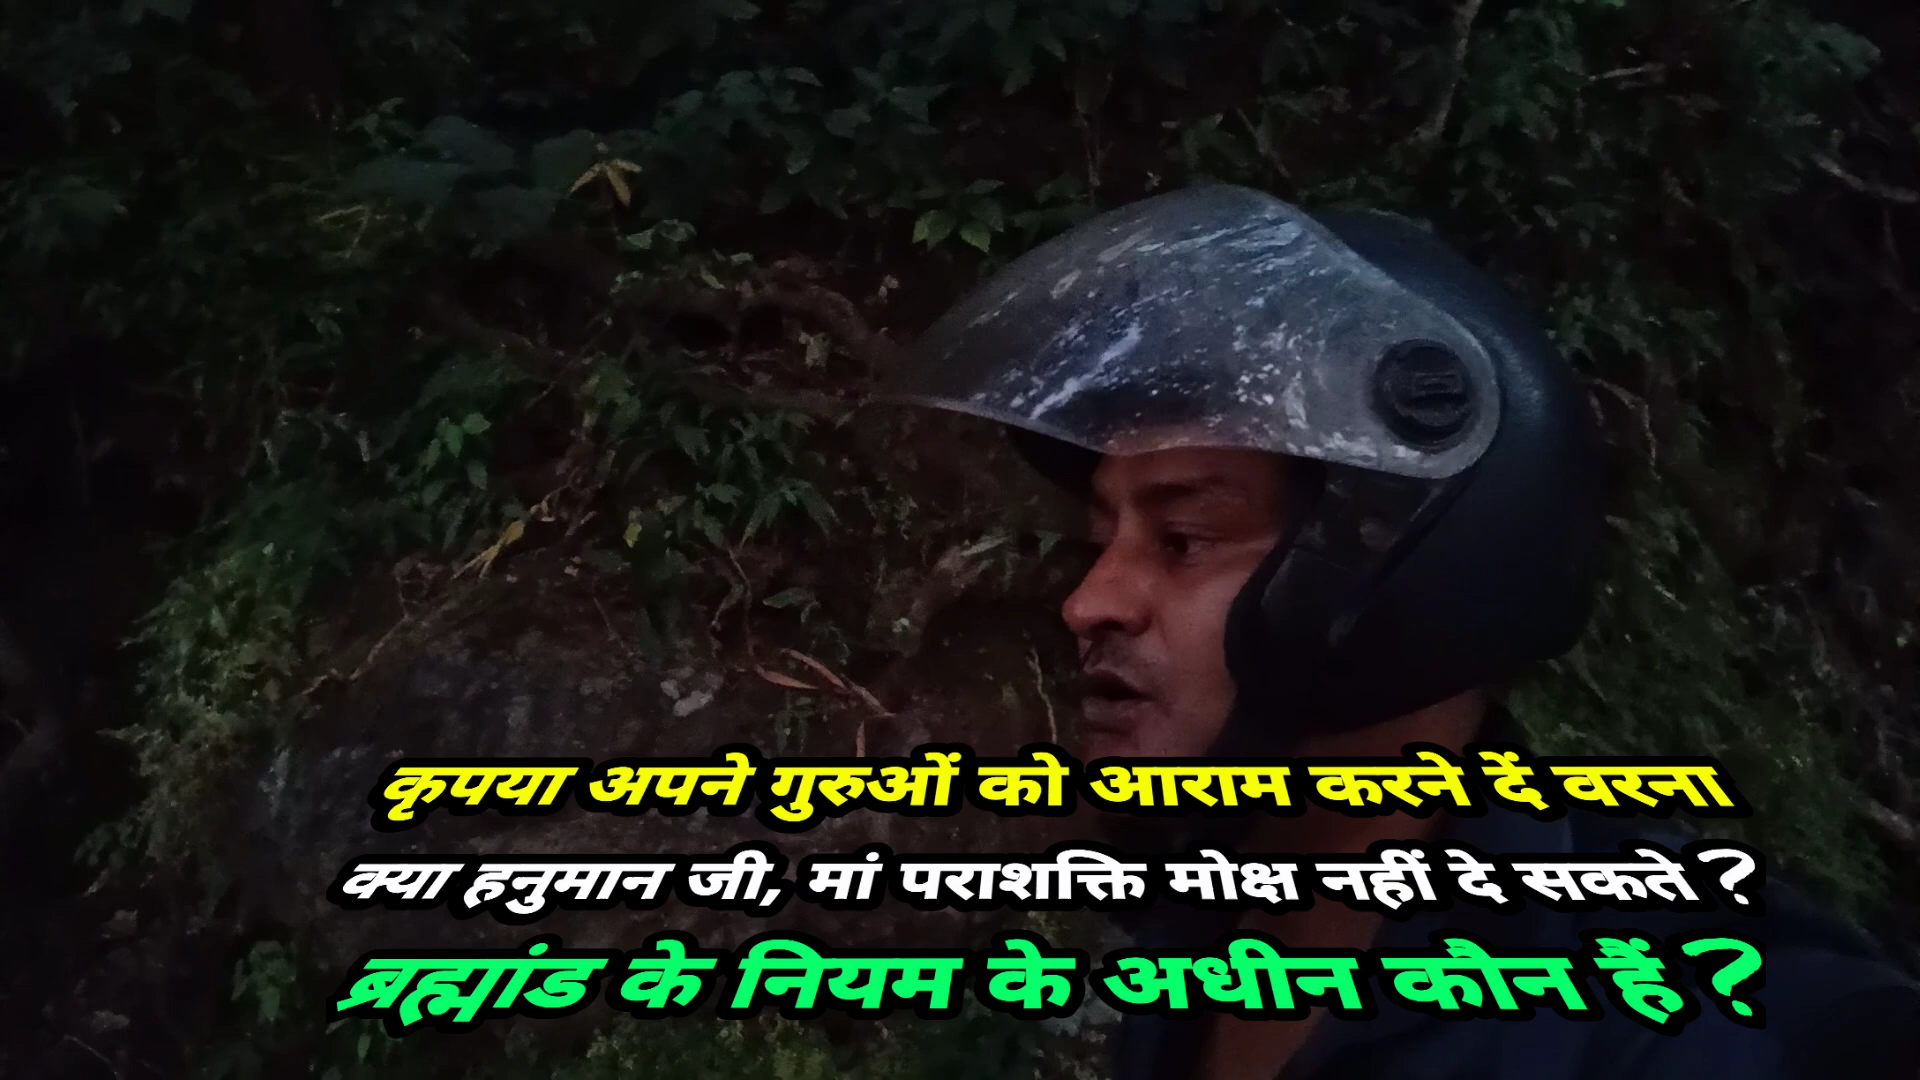 कृपया अपने गुरुओं को आराम करने दें वरना
क्या हनुमान जी, मां पराशक्ति मोक्ष नहीं दे सकते?
ब्रह्मांड के नियम के अधीन कौन हैं?